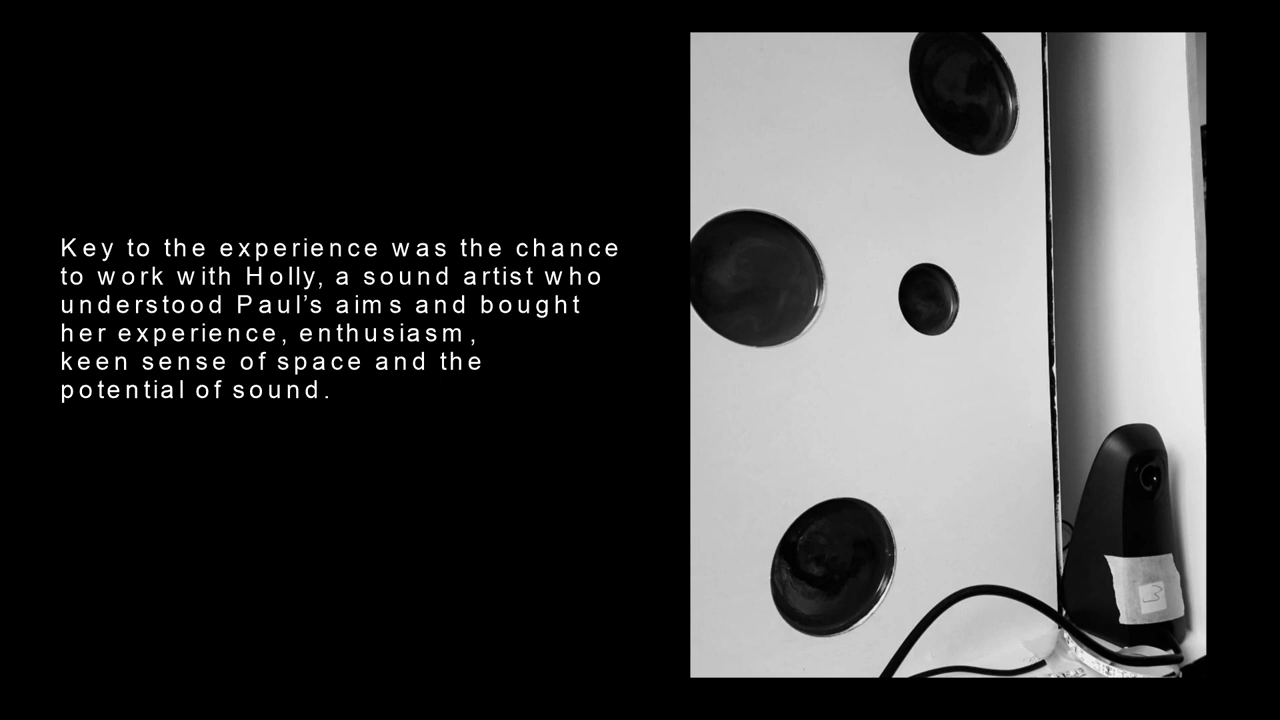 Key to the experience was the chance
to work with Holly, a sound artist who
understood Paul’s aims and bought
her experience, enthusiasm,
keen sense of space and the
potential of sound.
3